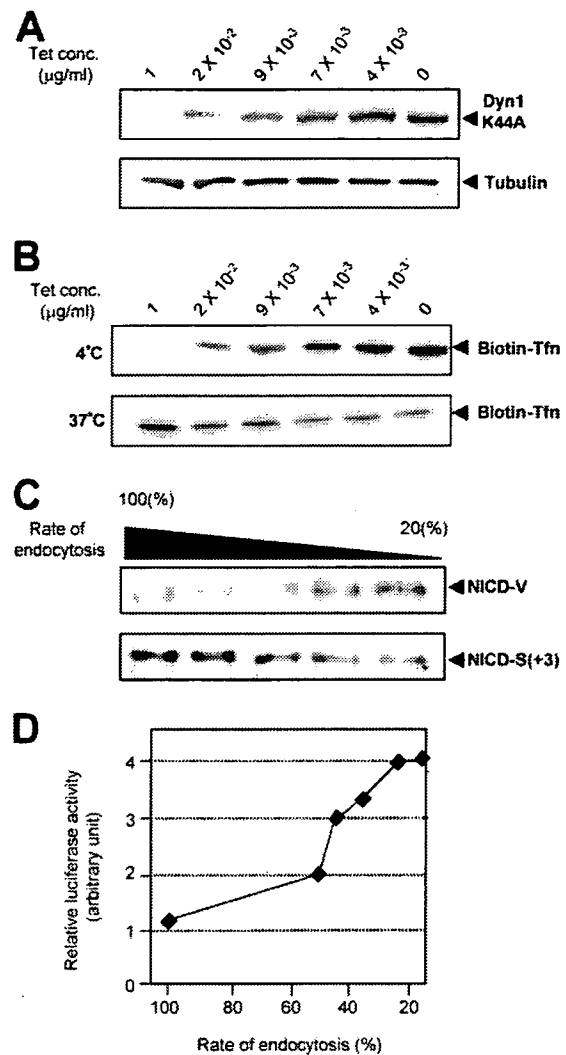 A
Tet conc.
(µg/ml)
1
2 X 10-2
9 X 10-3
7 X 10-3
4 X 10-3
0
Dyn1
K44A
Tubulin
B
Tet conc.
(µg/ml)
1
2 X 10-2
9 X 10-3
7 X 10-3
4 X 10-3
0
4°C
Biotin-Tfn
37°C
Biotin-Tfn
C
100(%)
Rate of
endocytosis
20(%)
NICD-V
NICD-S(+3)
D
Relative luciferase activity
(arbitrary unit)
4
3
2
1
0
100 80 60 40 20
Rate of endocytosis (%)